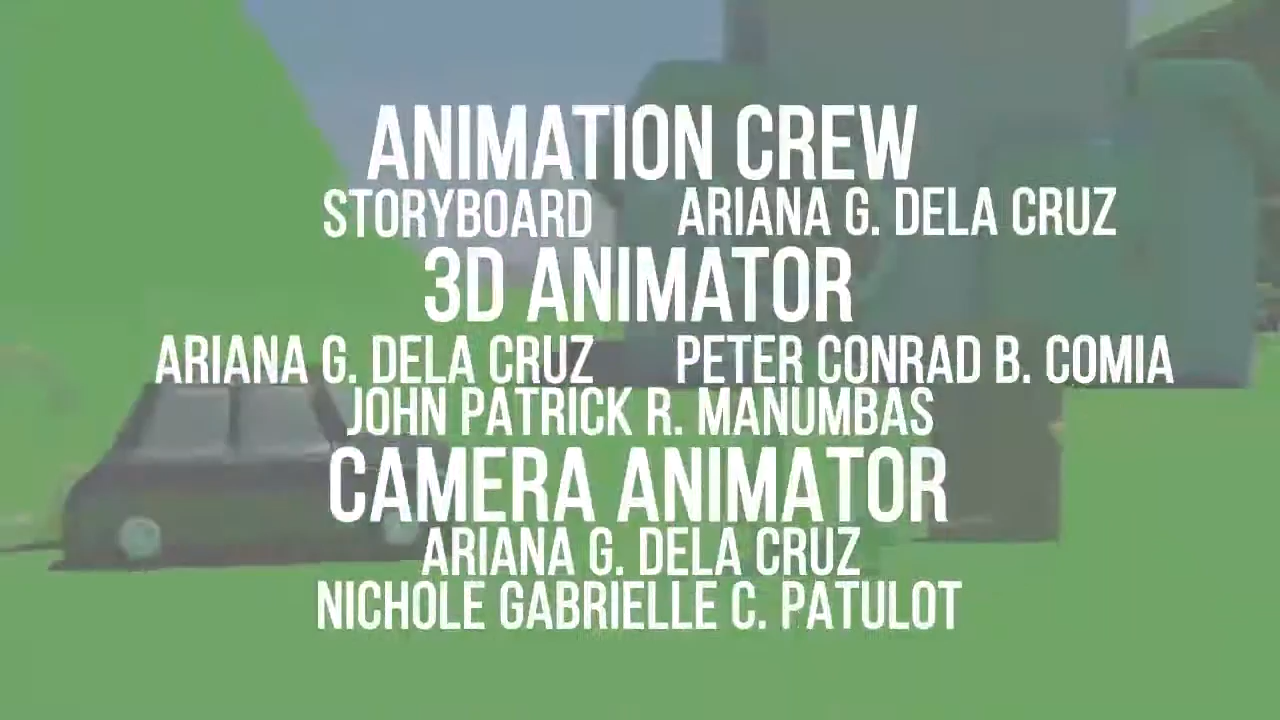 ANIMATION CREW
STORYBOARD ARIANA G. DELA CRUZ
3D ANIMATOR
ARIANA G. DELA CRUZ PETER CONRAD B. COMIA
JOHN PATRICK R. MANUMBAS
CAMERA ANIMATOR
ARIANA G. DELA CRUZ
NICHOLE GABRIELLE C. PATULOT